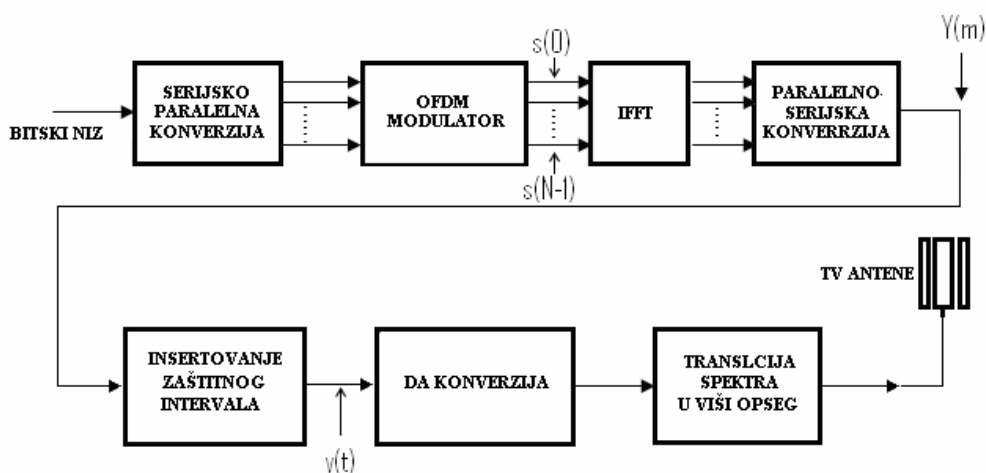 s(0)
Y(m)
BITSKI NIZ
SERIJSKO
PARALELNA
KONVERZIJA
OFDM
MODULATOR
IFFT
PARALELNO-
SERIJSKA
KONVERRZIJA
s(N-1)
TV ANTENE
INSERTOVANJE
ZAŠTITNOG
INTERVALA
DA KONVERZIJA
TRANSLCIJA
SPEKTRA
U VIŠI OPSEG
y(t)